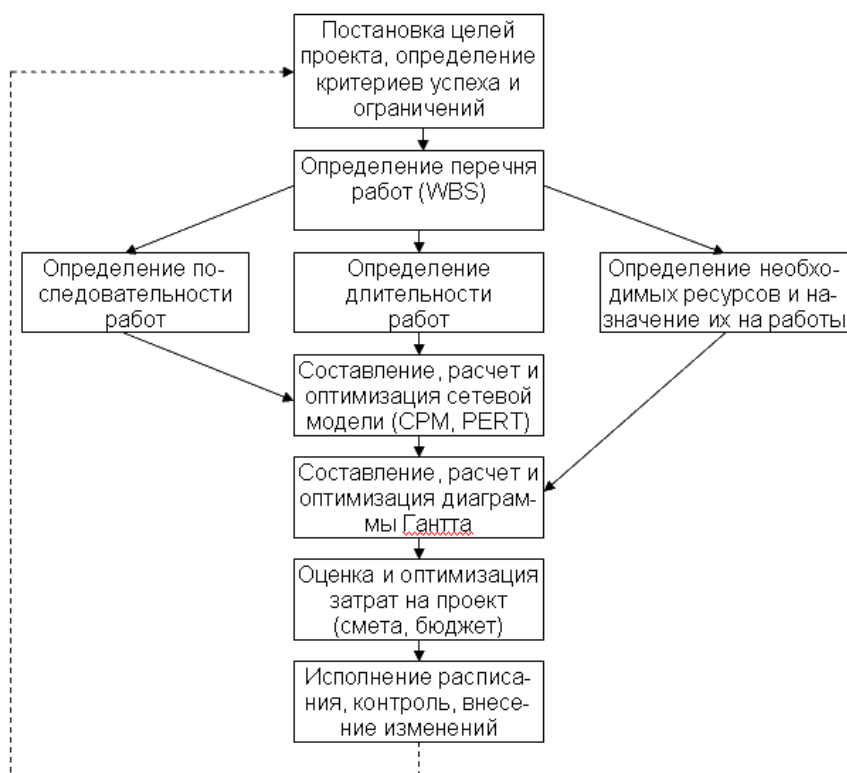 Постановка целей
проекта, определение
критериев успеха и
ограничений
Определение перечня
работ (WBS)
Определение по-
следовательности
работ
Определение
длительности
работ
Определение необхо-
димых ресурсов и на-
значение их на работы
Составление, расчет и
оптимизация сетевой
модели (CPM, PERT)
Составление, расчет и
оптимизация диаграм-
мы Гантта
Оценка и оптимизация
затрат на проект
(смета, бюджет)
Исполнение расписа-
ния, контроль, внесе-
ние изменений